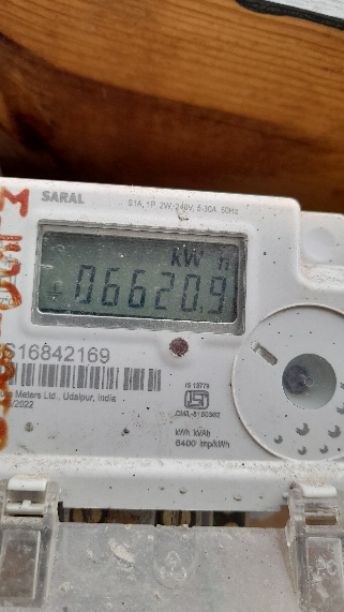 SARAL
S1A, 1P, 2W, 240V, 5-30A, 50Hz
kW h
06620.9
S16842169
Meters Ltd., Udaipur, India
/2022
IS 13779
kWh kVAh
6400 imp/kWh